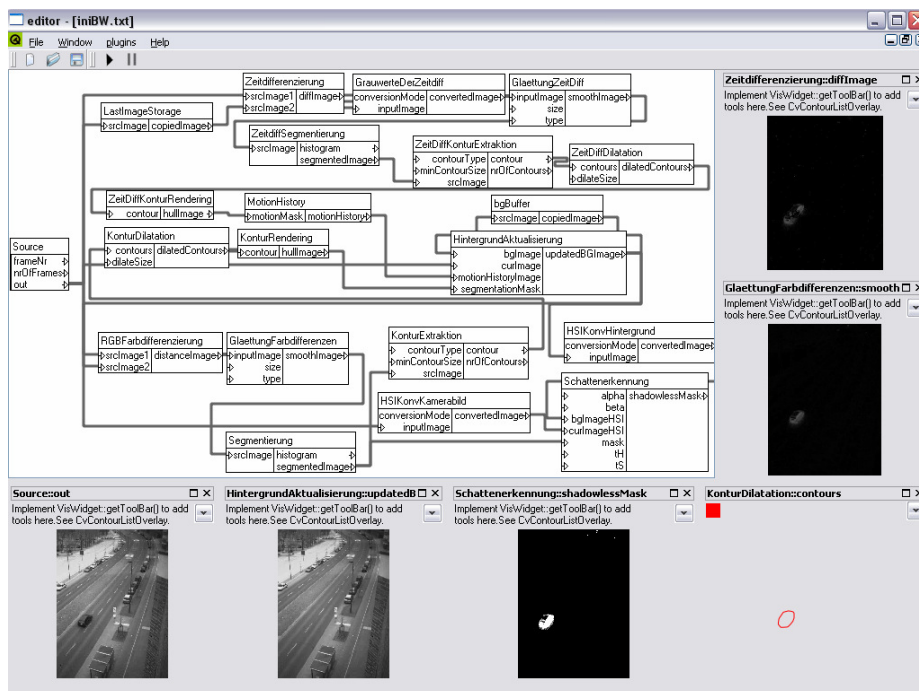 editor - [iniBW.txt]
File Window plugins Help
Zeitdifferenzierung
srcImage1 diffImage
srcImage2
GrauwerteDerZeitdiff
conversionMode convertedImage
inputImage
GlaettungZeitDiff
inputImage smoothImage
size
type
LastImageStorage
srcImage copiedImage
ZeitdiffSegmentierung
srcImage histogram
segmentedImage
ZeitDiffKonturExtraktion
contourType contour
minContourSize nrOfContours
srcImage
ZeitDiffDilatation
contours dilatedContours
dilateSize
ZeitDiffKonturRendering
contour hullImage
MotionHistory
motionMask motionHistory
bgBuffer
srcImage copiedImage
Source
frameNr
nrOfFrames
out
KonturDilatation
contours dilatedContours
dilateSize
KonturRendering
contour hullImage
HintergrundAktualisierung
bgImage updatedBGImage
curImage
motionHistoryImage
segmentationMask
RGBFarbdifferenzierung
srcImage1 distanceImage
srcImage2
GlaettungFarbdifferenzen
inputImage smoothImage
size
type
KonturExtraktion
contourType contour
minContourSize nrOfContours
srcImage
HSIKonvHintergrund
conversionMode convertedImage
inputImage
HSIKonvKamerabild
conversionMode convertedImage
inputImage
Schattenerkennung
alpha shadowlessMask
beta
bgImageHSI
curImageHSI
mask
tH
tS
Segmentierung
srcImage histogram
segmentedImage
Zeitdifferenzierung::diffImage
Implement VisWidget::getToolBar() to add
tools here.See CvContourListOverlay.
GlaettungFarbdifferenzen::smooth
Implement VisWidget::getToolBar() to add
tools here.See CvContourListOverlay.
Source::out
Implement VisWidget::getToolBar() to add
tools here.See CvContourListOverlay.
HintergrundAktualisierung::updatedB
Implement VisWidget::getToolBar() to add
tools here.See CvContourListOverlay.
Schattenerkennung::shadowlessMask
Implement VisWidget::getToolBar() to add
tools here.See CvContourListOverlay.
KonturDilatation::contours